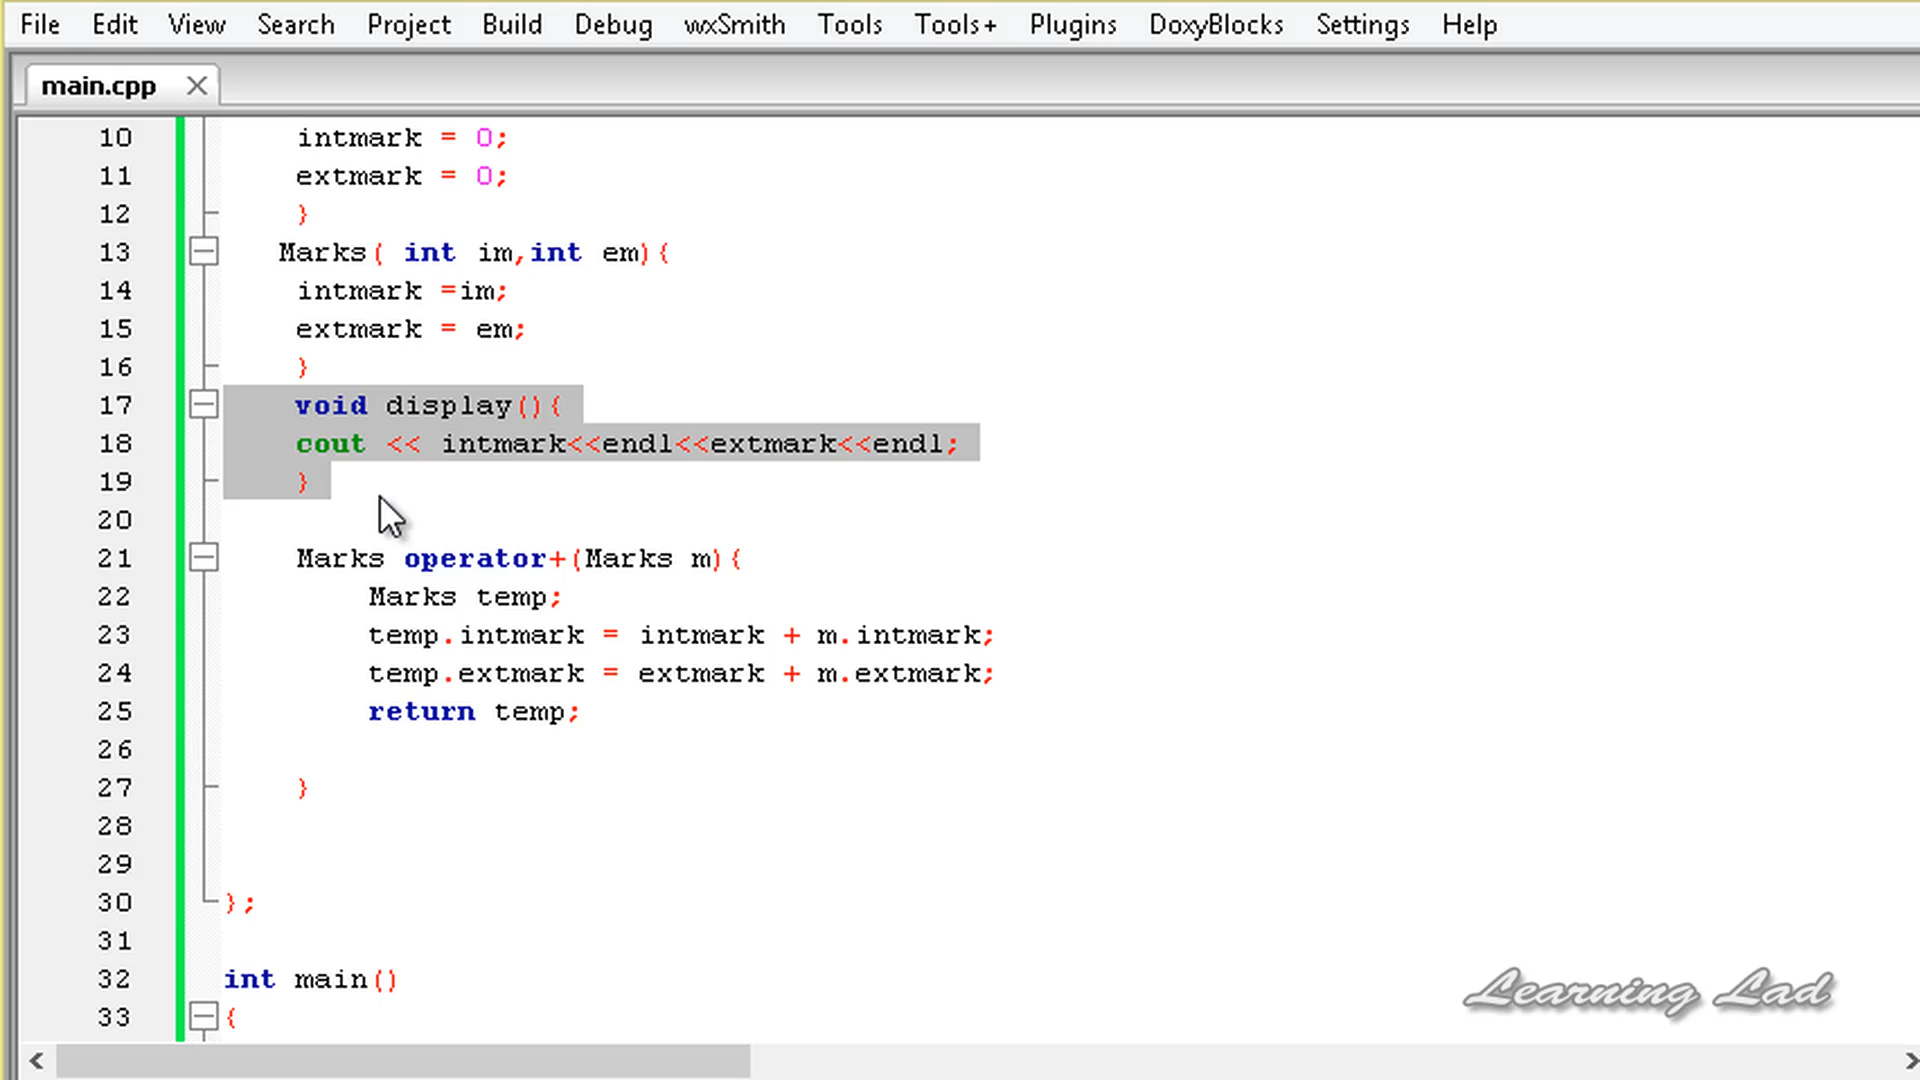 File Edit View Search Project Build Debug wxSmith Tools Tools+ Plugins DoxyBlocks Settings Help
main.cpp
10 intmark = 0;
11 extmark = 0;
12 }
13 Marks( int im,int em){
14 intmark =im;
15 extmark = em;
16 }
17 void display(){
18 cout << intmark<<endl<<extmark<<endl;
19 }
20
21 Marks operator+(Marks m){
22 Marks temp;
23 temp.intmark = intmark + m.intmark;
24 temp.extmark = extmark + m.extmark;
25 return temp;
26
27 }
28
29
30 };
31
32 int main()
33 {
Learning Lad